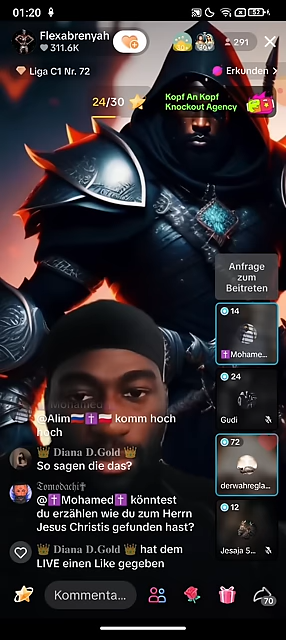 01:20
52
Flexabrenyah
311.6K
291
Liga C1 Nr. 72
Erkunden
24/30
Kopf An Kopf
Knockout Agency
Anfrage
zum
Beitreten
14
✝️Mohame...
24
Gudi
72
derwahregla...
12
Jesaja S...
Mohamed
@Alim🇷🇺✝️🇵🇱 komm hoch
hoch
👑 Diana D.Gold 👑
So sagen die das?
Tomodachi
@✝️Mohamed✝️ könntest
du erzählen wie du zum Herrn
Jesus Christis gefunden hast?
👑 Diana D.Gold 👑 hat dem
LIVE einen Like gegeben
Kommenta...
70